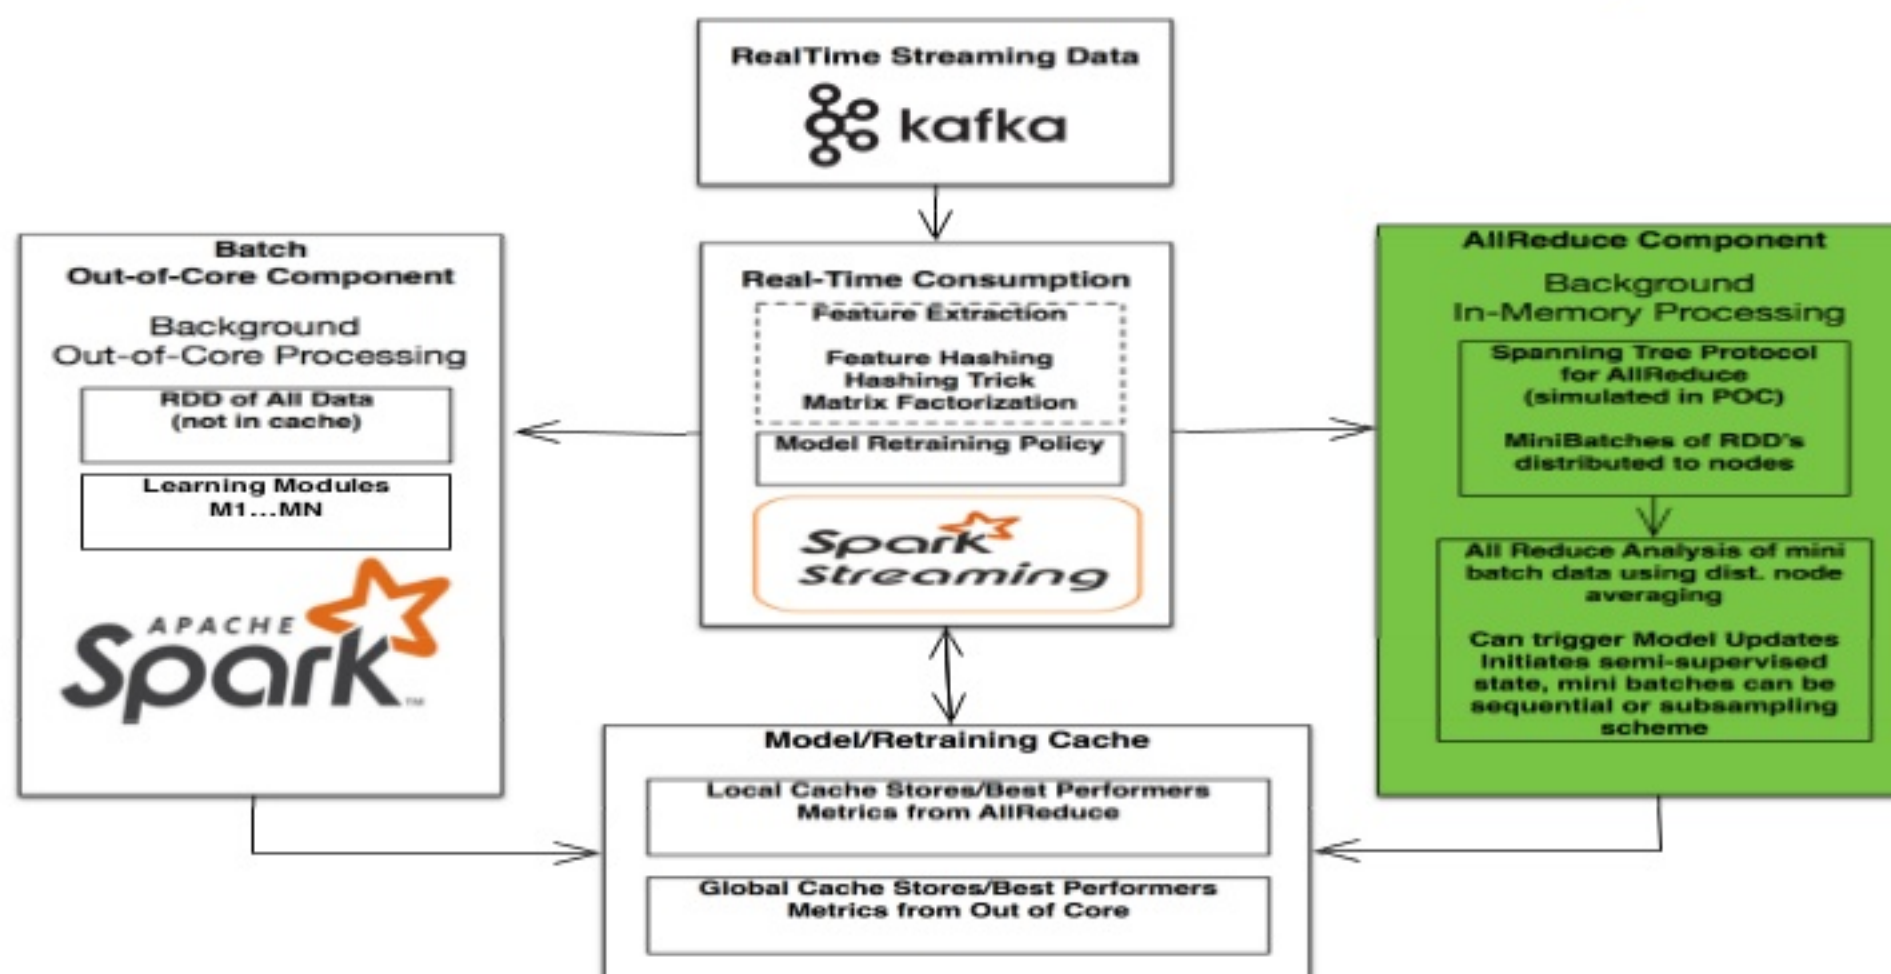 RealTime Streaming Data
kafka
Batch
Out-of-Core Component
Background
Out-of-Core Processing
RDD of All Data
(not in cache)
Learning Modules
M1...MN
APACHE
Spark™
Real-Time Consumption
Feature Extraction
Feature Hashing
Hashing Trick
Matrix Factorization
Model Retraining Policy
Spark
Streaming
AllReduce Component
Background
In-Memory Processing
Spanning Tree Protocol
for AllReduce
(simulated in POC)
MiniBatches of RDD's
distributed to nodes
All Reduce Analysis of mini
batch data using dist. node
averaging
Can trigger Model Updates
Initiates semi-supervised
state, mini batches can be
sequential or subsampling
scheme
Model/Retraining Cache
Local Cache Stores/Best Performers
Metrics from AllReduce
Global Cache Stores/Best Performers
Metrics from Out of Core